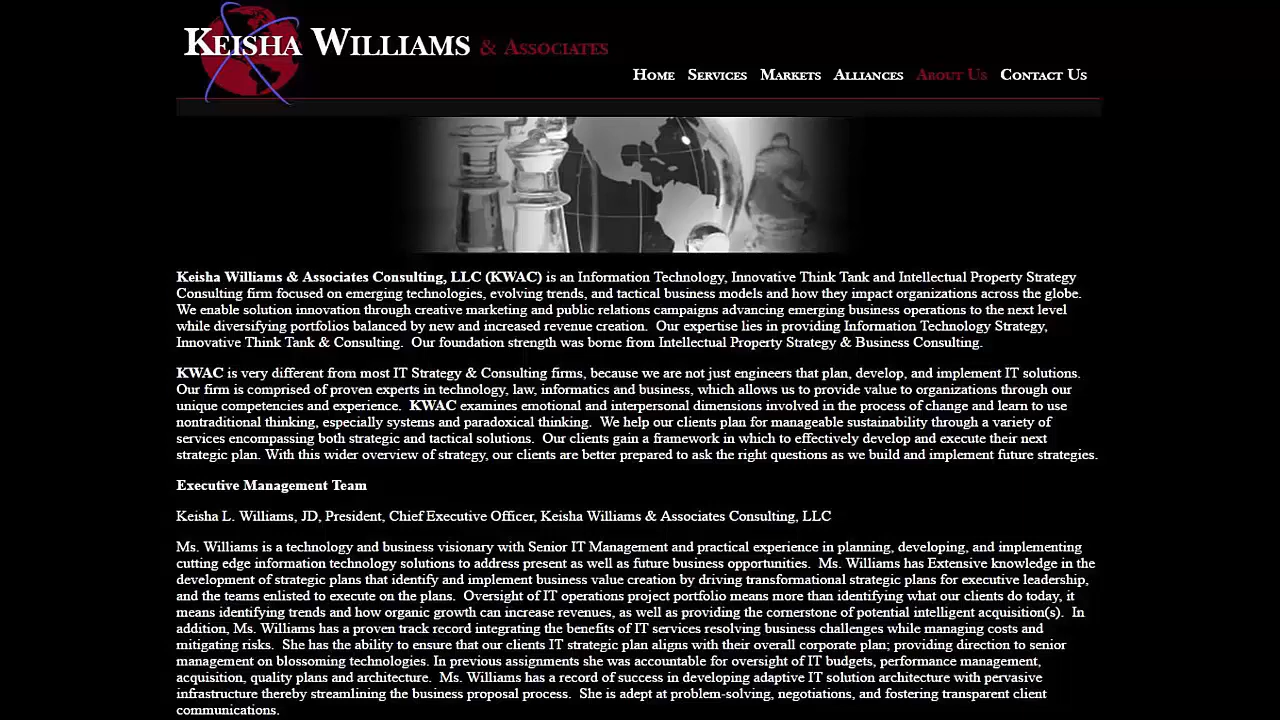 Keisha Williams & Associates
Home Services Markets Alliances About Us Contact Us
Keisha Williams & Associates Consulting, LLC (KWAC) is an Information Technology, Innovative Think Tank and Intellectual Property Strategy
Consulting firm focused on emerging technologies, evolving trends, and tactical business models and how they impact organizations across the globe.
We enable solution innovation through creative marketing and public relations campaigns advancing emerging business operations to the next level
while diversifying portfolios balanced by new and increased revenue creation.  Our expertise lies in providing Information Technology Strategy,
Innovative Think Tank & Consulting.  Our foundation strength was borne from Intellectual Property Strategy & Business Consulting.
KWAC is very different from most IT Strategy & Consulting firms, because we are not just engineers that plan, develop, and implement IT solutions.
Our firm is comprised of proven experts in technology, law, informatics and business, which allows us to provide value to organizations through our
unique competencies and experience.  KWAC examines emotional and interpersonal dimensions involved in the process of change and learn to use
nontraditional thinking, especially systems and paradoxical thinking.  We help our clients plan for manageable sustainability through a variety of
services encompassing both strategic and tactical solutions.  Our clients gain a framework in which to effectively develop and execute their next
strategic plan. With this wider overview of strategy, our clients are better prepared to ask the right questions as we build and implement future strategies.
Executive Management Team
Keisha L. Williams, JD, President, Chief Executive Officer, Keisha Williams & Associates Consulting, LLC
Ms. Williams is a technology and business visionary with Senior IT Management and practical experience in planning, developing, and implementing
cutting edge information technology solutions to address present as well as future business opportunities.  Ms. Williams has Extensive knowledge in the
development of strategic plans that identify and implement business value creation by driving transformational strategic plans for executive leadership,
and the teams enlisted to execute on the plans.  Oversight of IT operations project portfolio means more than identifying what our clients do today, it
means identifying trends and how organic growth can increase revenues, as well as providing the cornerstone of potential intelligent acquisition(s).  In
addition, Ms. Williams has a proven track record integrating the benefits of IT services resolving business challenges while managing costs and
mitigating risks.  She has the ability to ensure that our clients IT strategic plan aligns with their overall corporate plan; providing direction to senior
management on blossoming technologies. In previous assignments she was accountable for oversight of IT budgets, performance management,
acquisition, quality plans and architecture.  Ms. Williams has a record of success in developing adaptive IT solution architecture with pervasive
infrastructure thereby streamlining the business proposal process.  She is adept at problem-solving, negotiations, and fostering transparent client
communications.